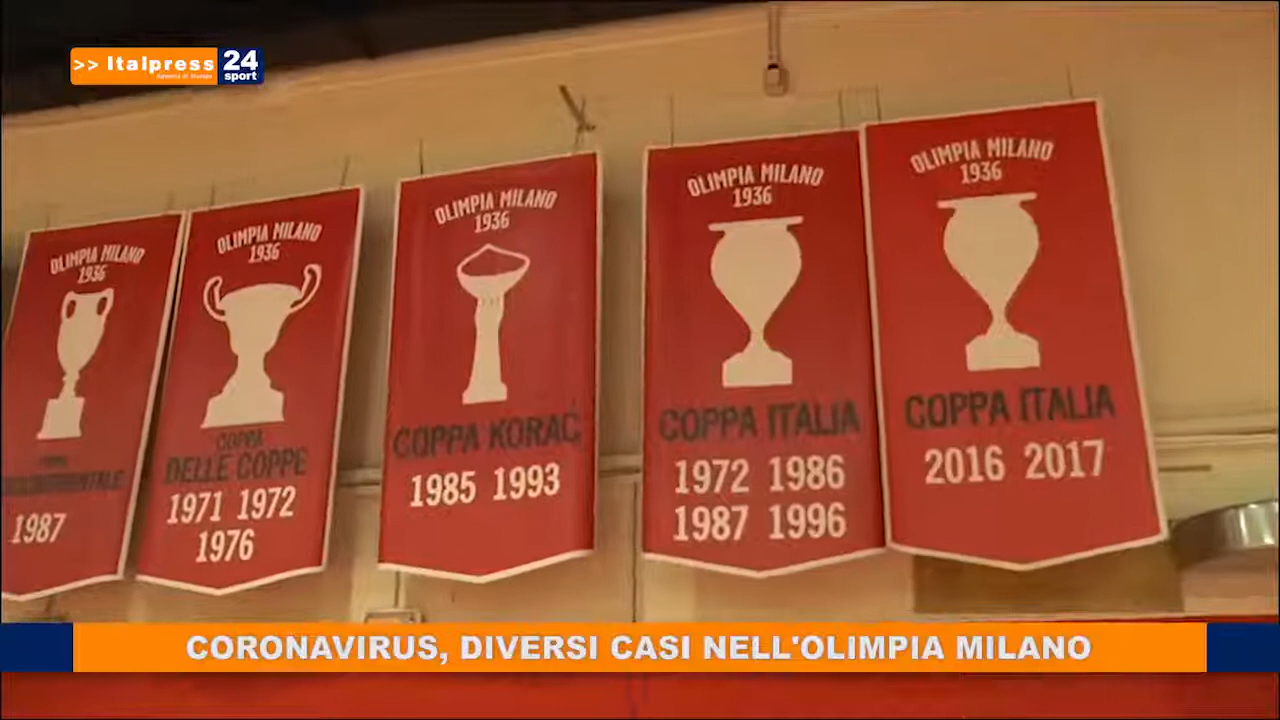 >> Italpress
24
sport
OLIMPIA MILANO
1936
1987
OLIMPIA MILANO
1936
COPPA
DELLE COPPE
1971 1972
1976
OLIMPIA MILANO
1936
COPPA KORAĆ
1985 1993
OLIMPIA MILANO
1936
COPPA ITALIA
1972 1986
1987 1996
OLIMPIA MILANO
1936
COPPA ITALIA
2016 2017
CORONAVIRUS, DIVERSI CASI NELL'OLIMPIA MILANO